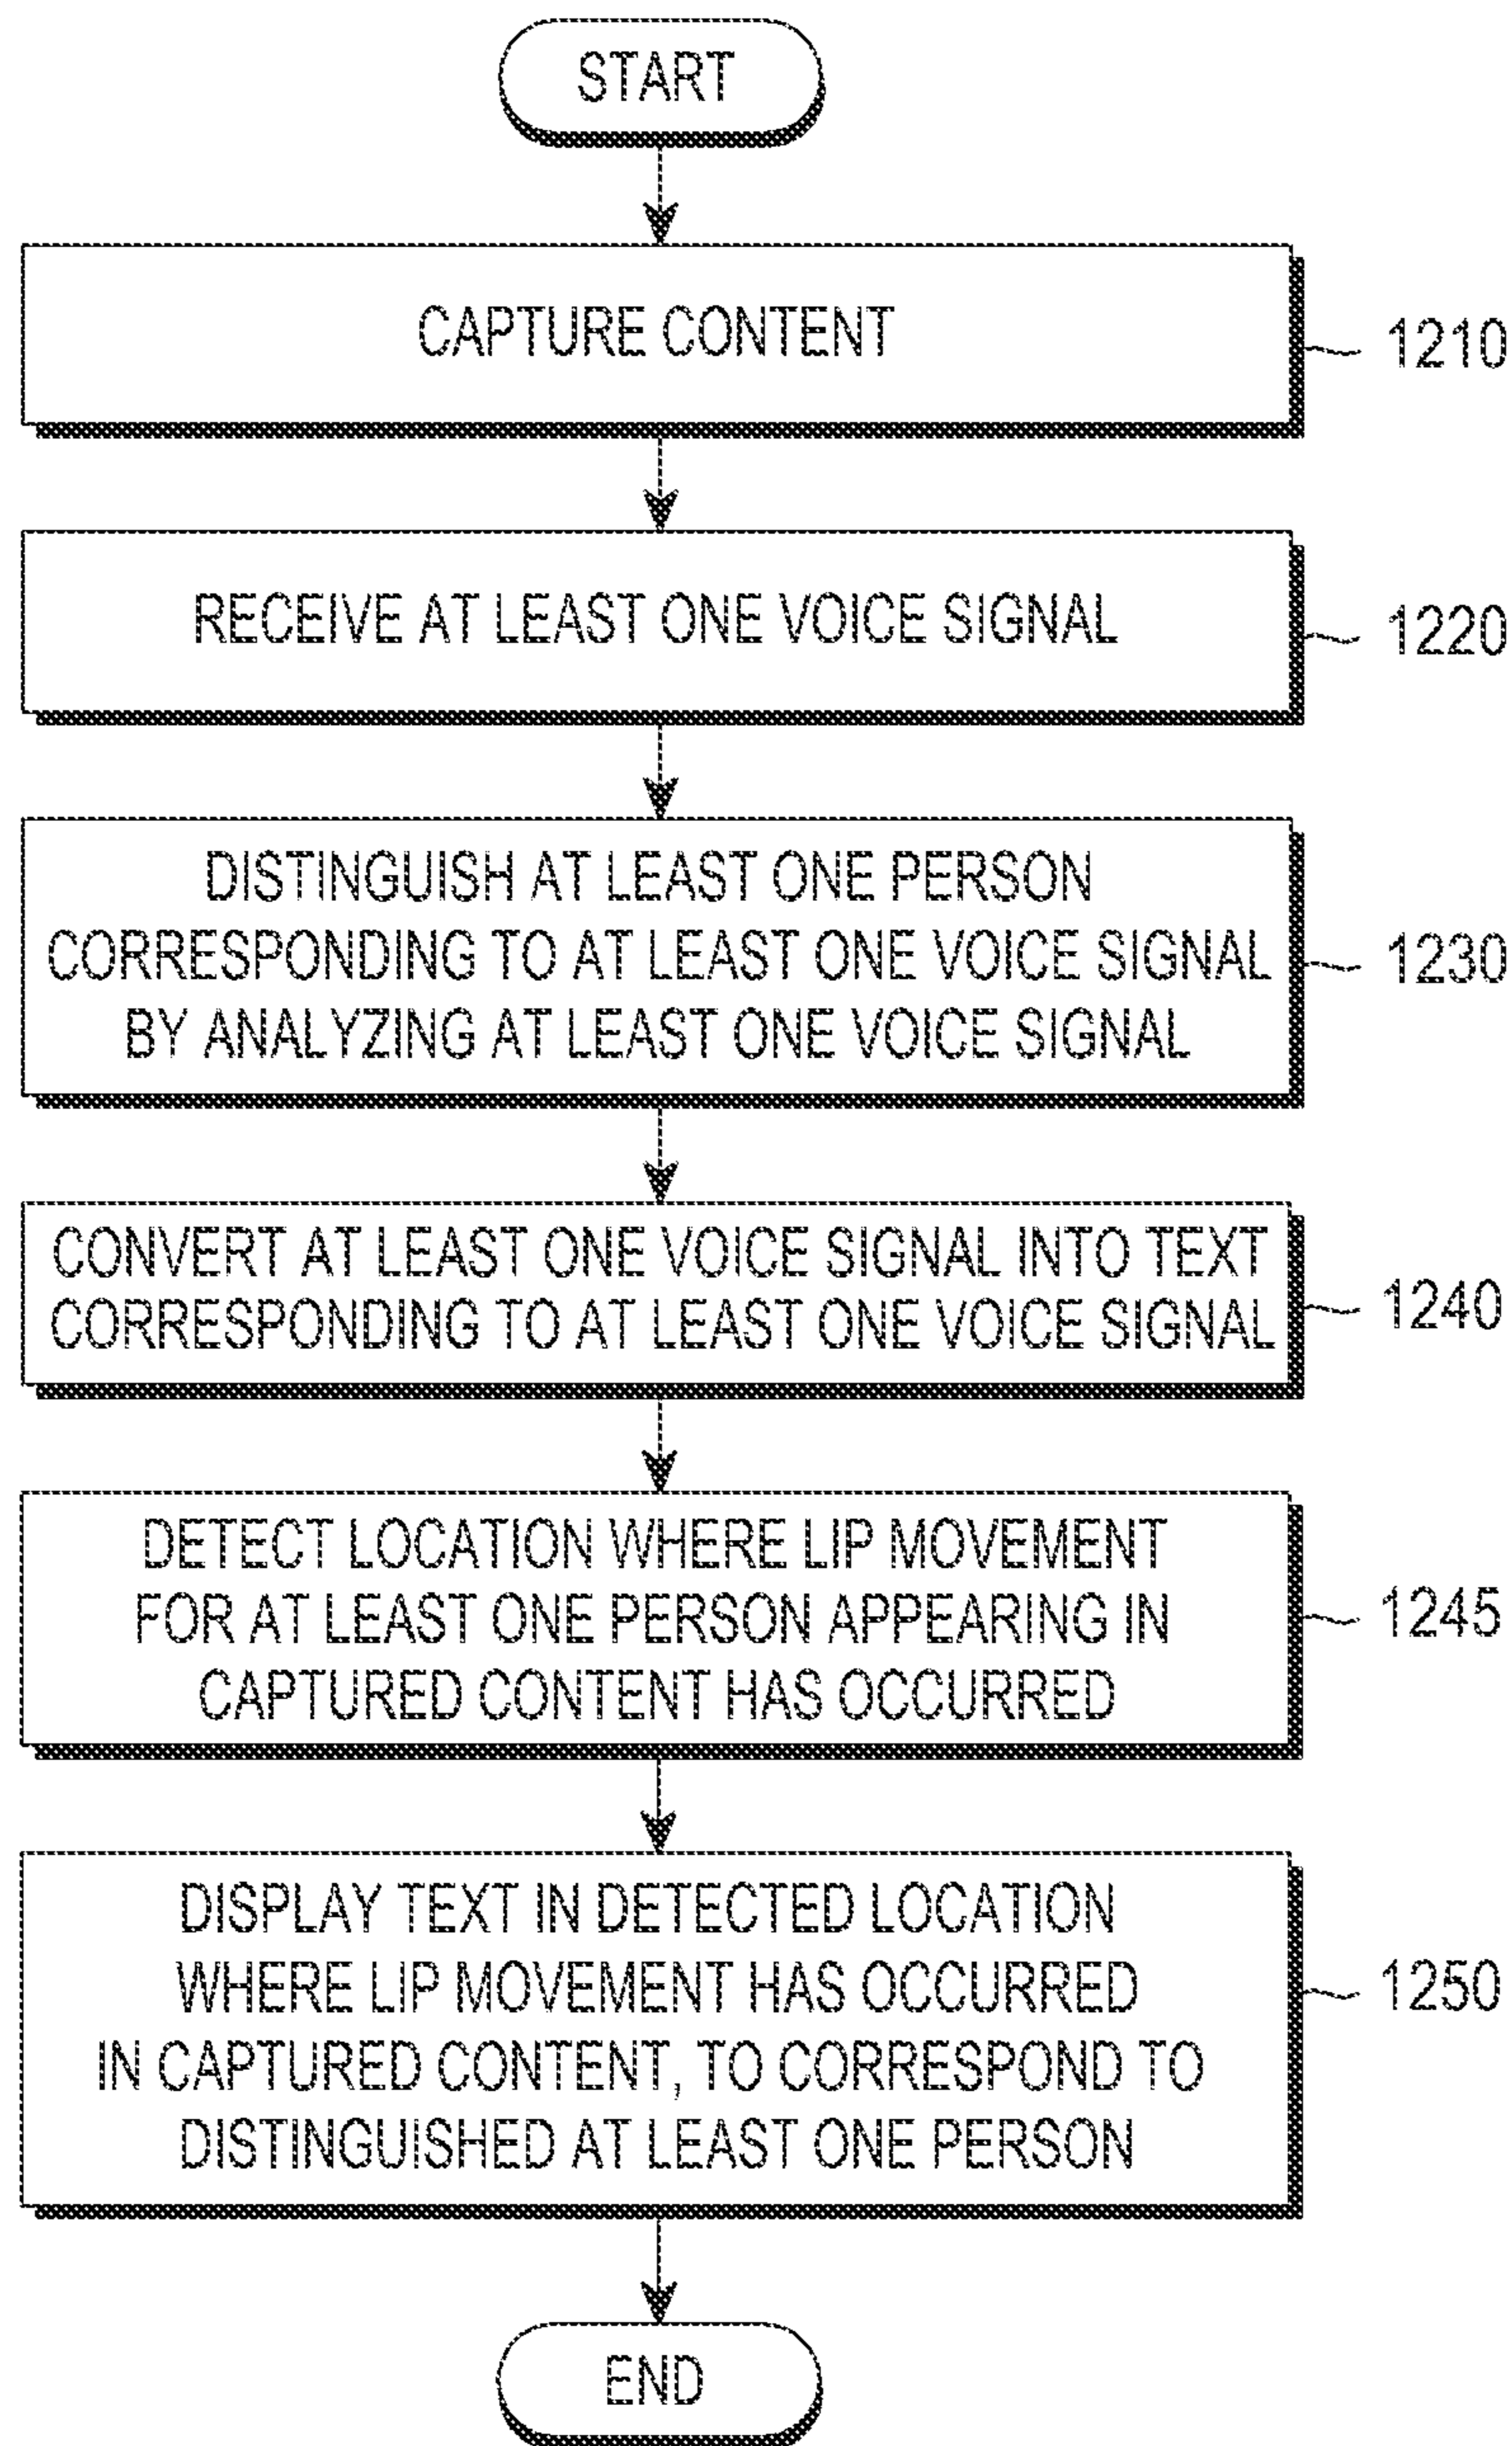 START
CAPTURE CONTENT
1210
RECEIVE AT LEAST ONE VOICE SIGNAL
1220
DISTINGUISH AT LEAST ONE PERSON
CORRESPONDING TO AT LEAST ONE VOICE SIGNAL
BY ANALYZING AT LEAST ONE VOICE SIGNAL
1230
CONVERT AT LEAST ONE VOICE SIGNAL INTO TEXT
CORRESPONDING TO AT LEAST ONE VOICE SIGNAL
1240
DETECT LOCATION WHERE LIP MOVEMENT
FOR AT LEAST ONE PERSON APPEARING IN
CAPTURED CONTENT HAS OCCURRED
1245
DISPLAY TEXT IN DETECTED LOCATION
WHERE LIP MOVEMENT HAS OCCURRED
IN CAPTURED CONTENT, TO CORRESPOND TO
DISTINGUISHED AT LEAST ONE PERSON
1250
END